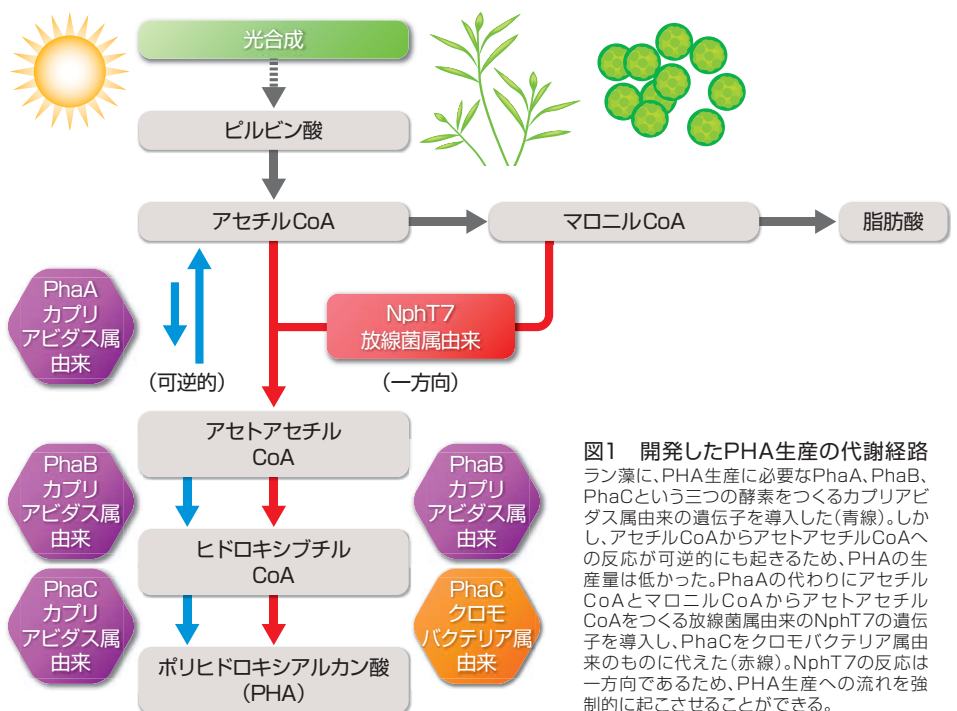 光合成
ピルビン酸
アセチルCoA
マロニルCoA
脂肪酸
PhaA
カプリ
アビダス属
由来
(可逆的)
NphT7
放線菌属由来
(一方向)
アセトアセチル
CoA
PhaB
カプリ
アビダス属
由来
PhaB
カプリ
アビダス属
由来
ヒドロキシブチル
CoA
PhaC
カプリ
アビダス属
由来
PhaC
クロモ
バクテリア属
由来
ポリヒドロキシアルカン酸
(PHA)
図1 開発したPHA生産の代謝経路
ラン藻に、PHA生産に必要なPhaA、PhaB、
PhaCという三つの酵素をつくるカプリアビ
ダス属由来の遺伝子を導入した(青線)。しか
し、アセチルCoAからアセトアセチルCoAへ
の反応が可逆的にも起きるため、PHAの生
産量は低かった。PhaAの代わりにアセチル
CoAとマロニルCoAからアセトアセチル
CoAをつくる放線菌属由来のNphT7の遺伝
子を導入し、PhaCをクロモバクテリア属由
来のものに代えた(赤線)。NphT7の反応は
一方向であるため、PHA生産への流れを強
制的に起こさせることができる。